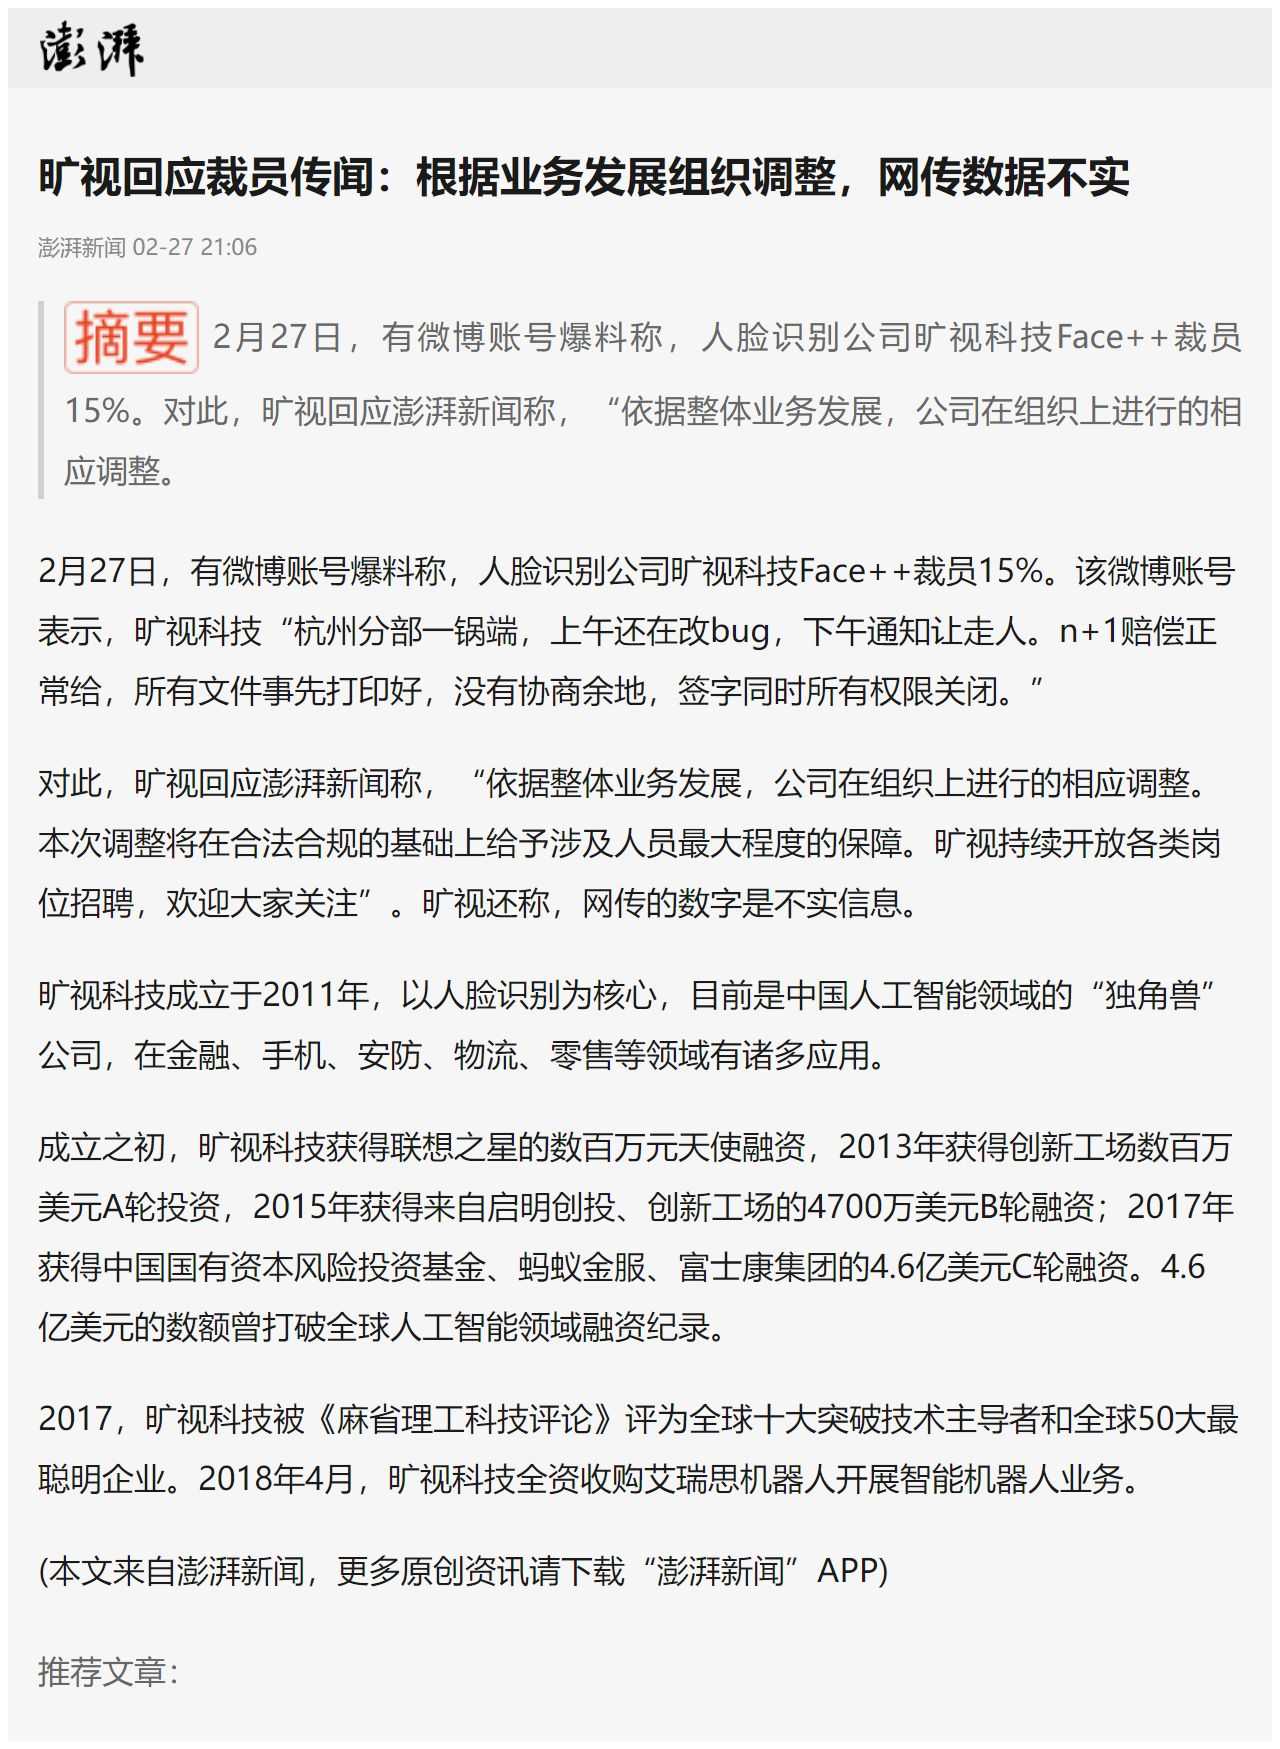 澎湃
旷视回应裁员传闻：根据业务发展组织调整，网传数据不实
澎湃新闻 02-27 21:06
摘要 2月27日，有微博账号爆料称，人脸识别公司旷视科技Face++裁员
15%。对此，旷视回应澎湃新闻称，“依据整体业务发展，公司在组织上进行的相
应调整。
2月27日，有微博账号爆料称，人脸识别公司旷视科技Face++裁员15%。该微博账号
表示，旷视科技“杭州分部一锅端，上午还在改bug，下午通知让走人。n+1赔偿正
常给，所有文件事先打印好，没有协商余地，签字同时所有权限关闭。”
对此，旷视回应澎湃新闻称，“依据整体业务发展，公司在组织上进行的相应调整。
本次调整将在合法合规的基础上给予涉及人员最大程度的保障。旷视持续开放各类岗
位招聘，欢迎大家关注”。旷视还称，网传的数字是不实信息。
旷视科技成立于2011年，以人脸识别为核心，目前是中国人工智能领域的“独角兽”
公司，在金融、手机、安防、物流、零售等领域有诸多应用。
成立之初，旷视科技获得联想之星的数百万元天使融资，2013年获得创新工场数百万
美元A轮投资，2015年获得来自启明创投、创新工场的4700万美元B轮融资；2017年
获得中国国有资本风险投资基金、蚂蚁金服、富士康集团的4.6亿美元C轮融资。4.6
亿美元的数额曾打破全球人工智能领域融资纪录。
2017，旷视科技被《麻省理工科技评论》评为全球十大突破技术主导者和全球50大最
聪明企业。2018年4月，旷视科技全资收购艾瑞思机器人开展智能机器人业务。
(本文来自澎湃新闻，更多原创资讯请下载“澎湃新闻”APP)
推荐文章：